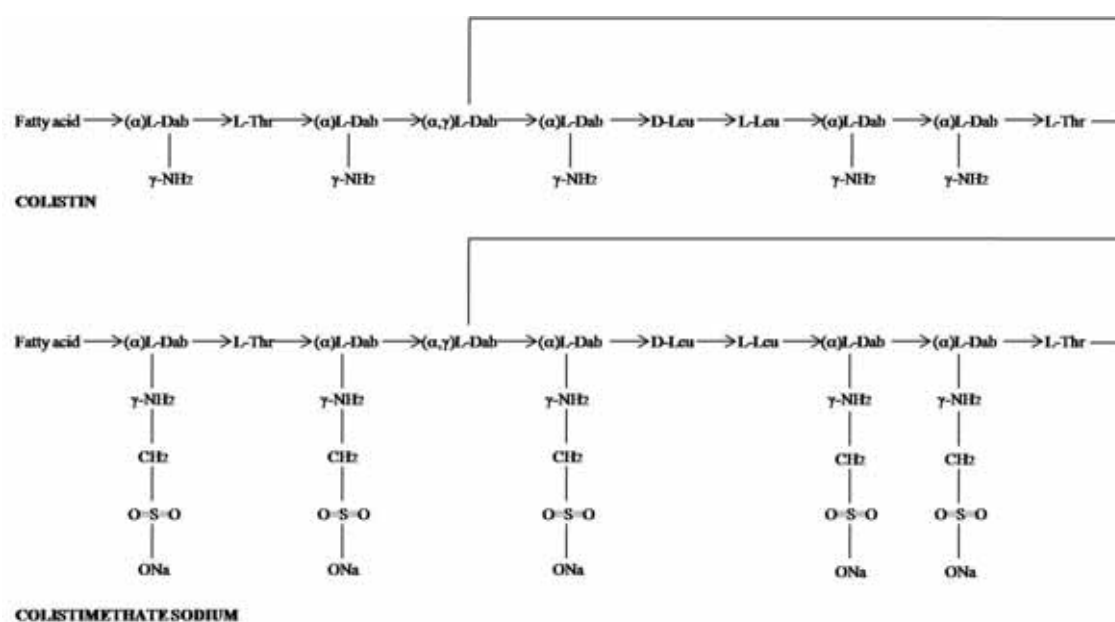 Fatty acid (α)L-Dab L-Thr (α)L-Dab (α,γ)L-Dab (α)L-Dab D-Leu L-Leu (α)L-Dab (α)L-Dab L-Thr
γ-NH2 γ-NH2 γ-NH2 γ-NH2 γ-NH2
COLISTIN
Fatty acid (α)L-Dab L-Thr (α)L-Dab (α,γ)L-Dab (α)L-Dab D-Leu L-Leu (α)L-Dab (α)L-Dab L-Thr
γ-NH2 γ-NH2 γ-NH2 γ-NH2 γ-NH2
CH2 CH2 CH2 CH2 CH2
O=S=O O=S=O O=S=O O=S=O O=S=O
ONa ONa ONa ONa ONa
COLISTIMETHATE SODIUM